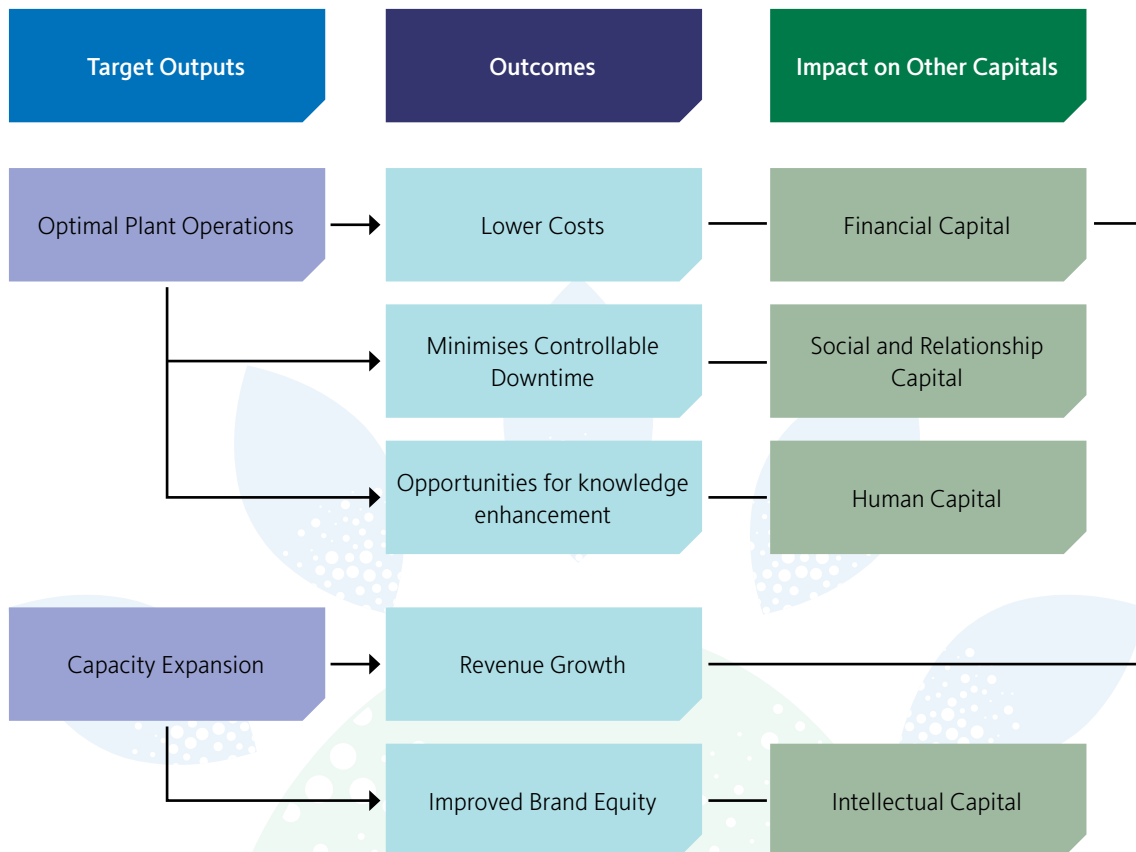 Target Outputs
Outcomes
Impact on Other Capitals
Optimal Plant Operations
Lower Costs
Financial Capital
Minimises Controllable
Downtime
Social and Relationship
Capital
Opportunities for knowledge
enhancement
Human Capital
Capacity Expansion
Revenue Growth
Improved Brand Equity
Intellectual Capital